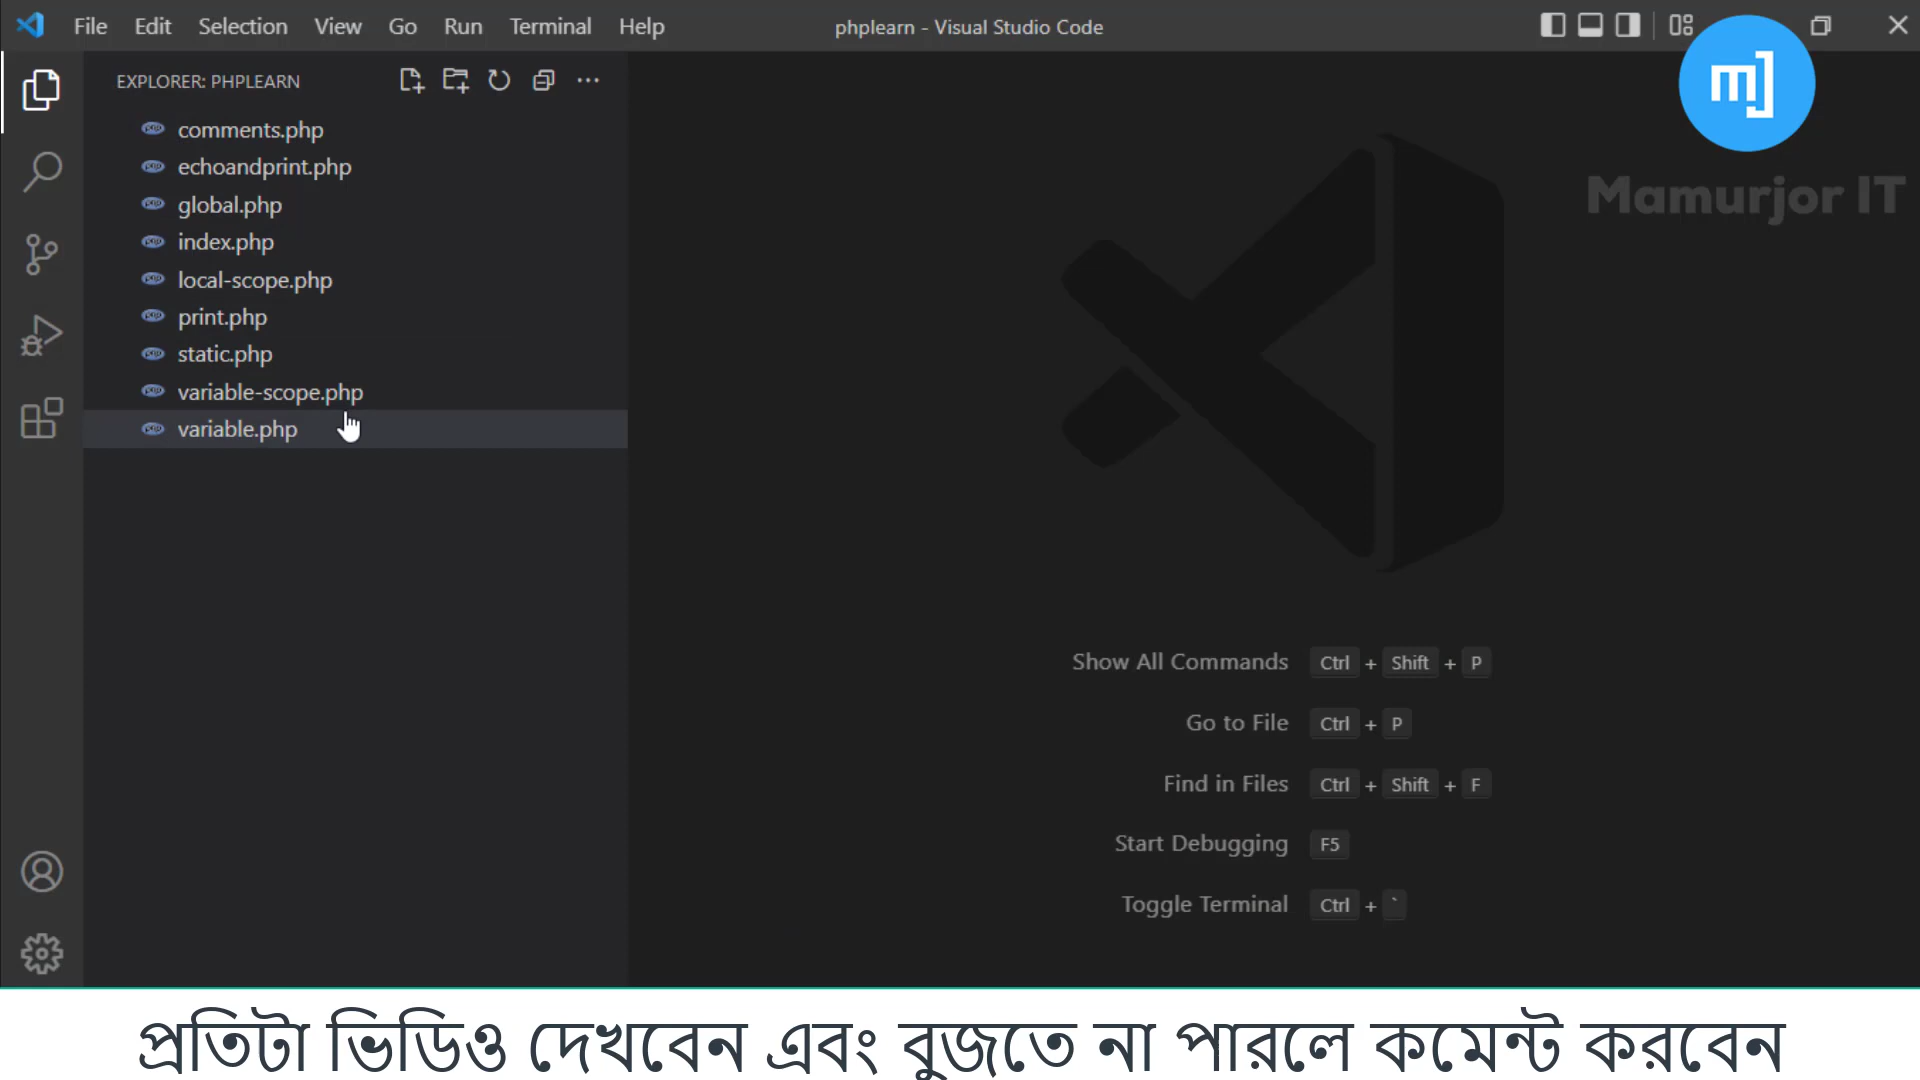 File Edit Selection View Go Run Terminal Help phplearn - Visual Studio Code
EXPLORER: PHPLEARN
mj
Mamurjor IT
comments.php
echoandprint.php
global.php
index.php
local-scope.php
print.php
static.php
variable-scope.php
variable.php
Show All Commands Ctrl + Shift + P
Go to File Ctrl + P
Find in Files Ctrl + Shift + F
Start Debugging F5
Toggle Terminal Ctrl + `
প্রতিটা ভিডিও দেখবেন এবং বুজতে না পারলে কমেন্ট করবেন